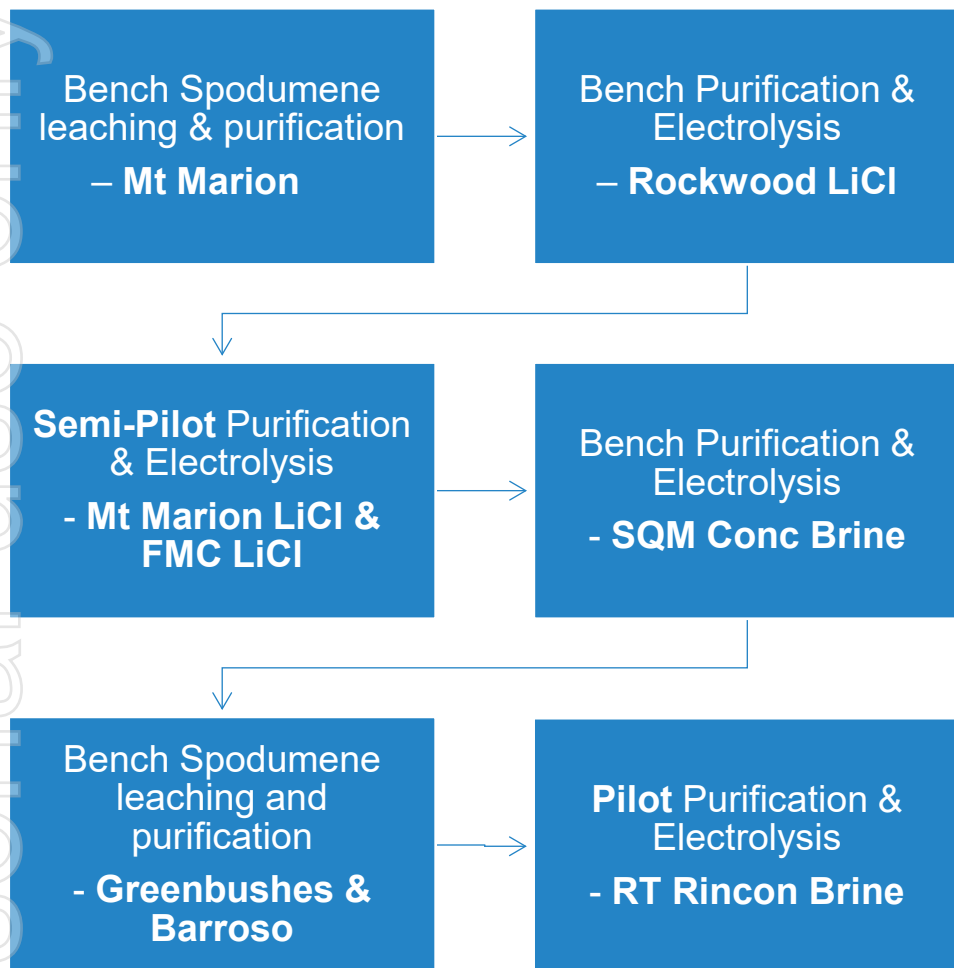 Bench Spodumene
leaching & purification
– Mt Marion
Bench Purification &
Electrolysis
– Rockwood LiCl
Semi-Pilot Purification
& Electrolysis
- Mt Marion LiCl &
FMC LiCl
Bench Purification &
Electrolysis
- SQM Conc Brine
Bench Spodumene
leaching and
purification
- Greenbushes &
Barroso
Pilot Purification &
Electrolysis
- RT Rincon Brine